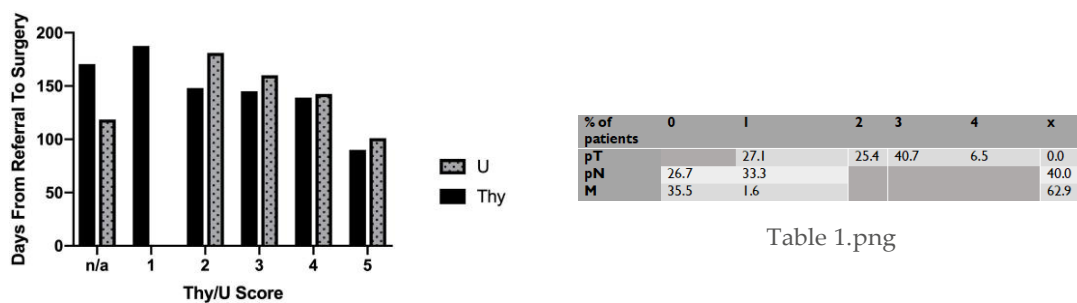 Days From Referral To Surgery
200
150
100
50
0
n/a 1 2 3 4 5
Thy/U Score
U
Thy
% of patients 0 1 2 3 4 x
pT 27.1 25.4 40.7 6.5 0.0
pN 26.7 33.3 40.0
M 35.5 1.6 62.9
Table 1.png